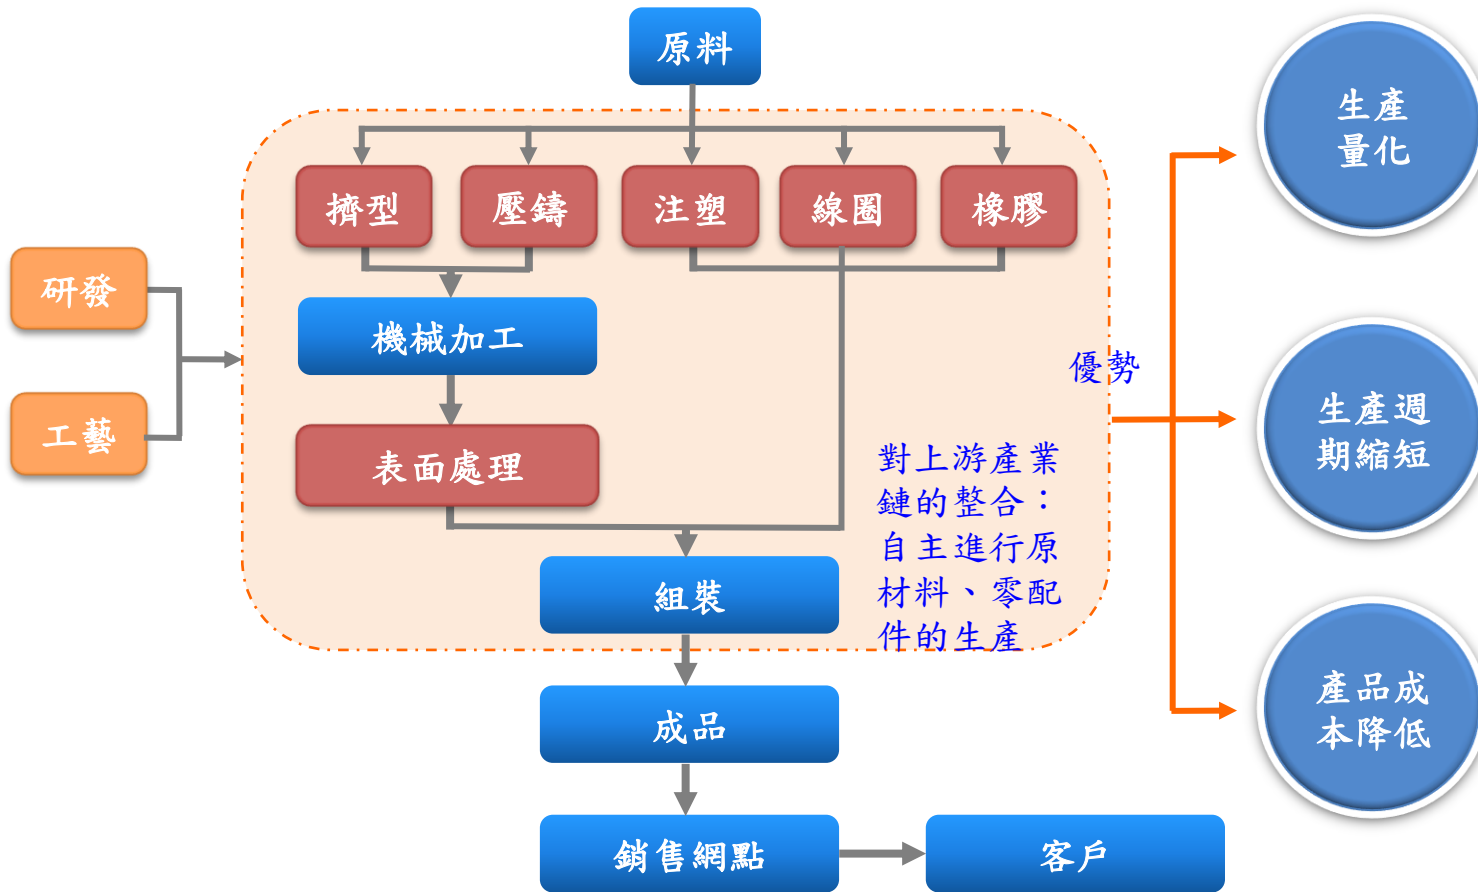 原料
擠型
壓鑄
注塑
線圈
橡膠
研發
工藝
機械加工
表面處理
組裝
成品
銷售網點
客戶
優勢
對上游產業
鏈的整合：
自主進行原
材料、零配
件的生產
生產
量化
生產週
期縮短
產品成
本降低